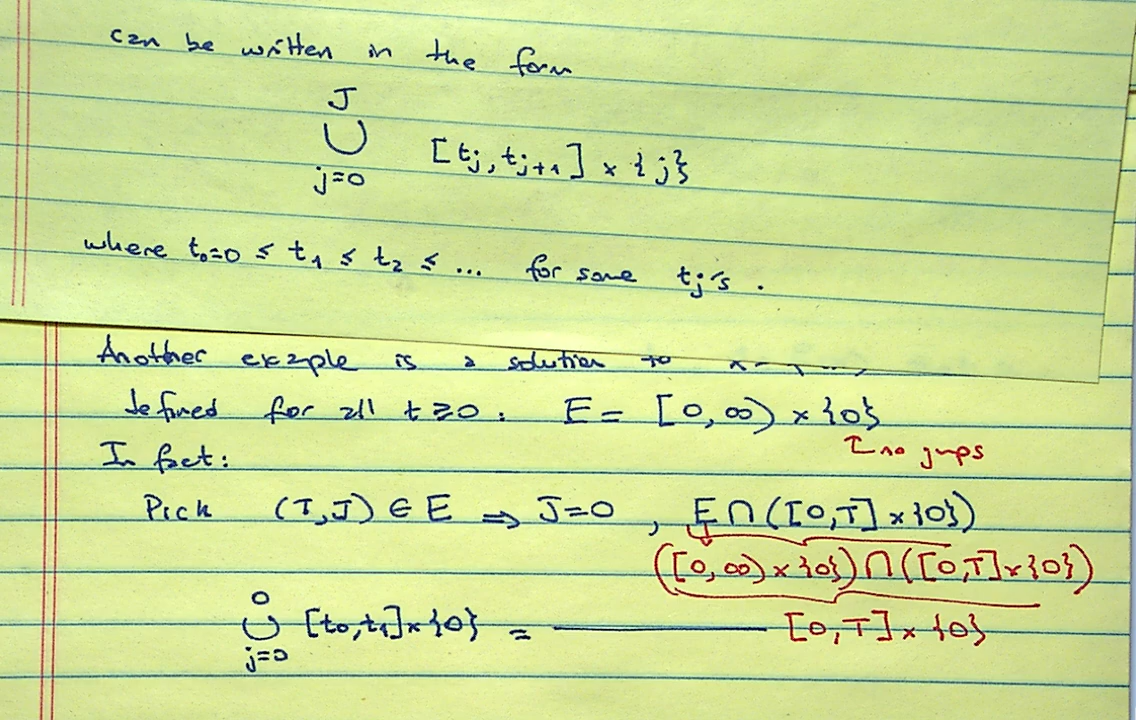 can be written in the form
J
∪ [tj, tj+1] × {j}
j=0
where t0=0 ≤ t1 ≤ t2 ≤ ... for some tj's .
Another example is a solution to
defined for all t ≥ 0 : E = [0, ∞) × {0}
↑ no jumps
In fact:
Pick (T,J) ∈ E ⇒ J=0 , E ∩ ([0,T] × {0})
([0, ∞) × {0}) ∩ ([0,T] × {0})
0
∪ [t0,t1] × {0} = [0,T] × {0}
j=0